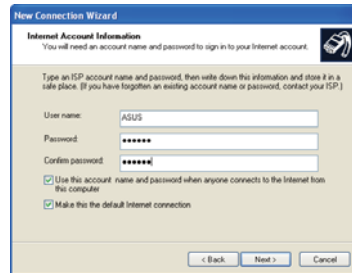 New Connection Wizard
Internet Account Information
You will need an account name and password to sign in to your Internet account.
Type an ISP account name and password, then write down this information and store it in a
safe place. (If you have forgotten an existing account name or password, contact your ISP.)
User name: ASUS
Password: ●●●●●●
Confirm password: ●●●●●●
Use this account name and password when anyone connects to the Internet from
this computer
Make this the default Internet connection
< Back Next > Cancel